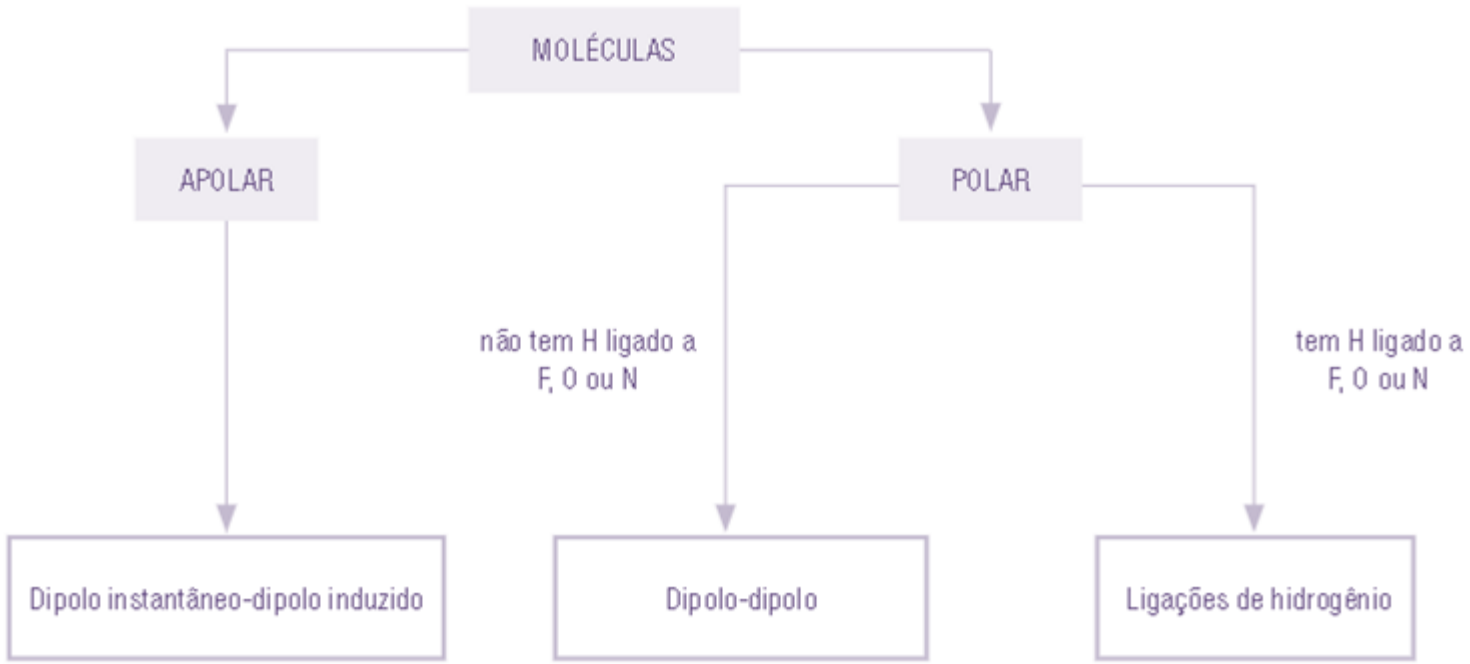 MOLÉCULAS
APOLAR
POLAR
não tem H ligado a
F, O ou N
tem H ligado a
F, O ou N
Dipolo instantâneo-dipolo induzido
Dipolo-dipolo
Ligações de hidrogênio